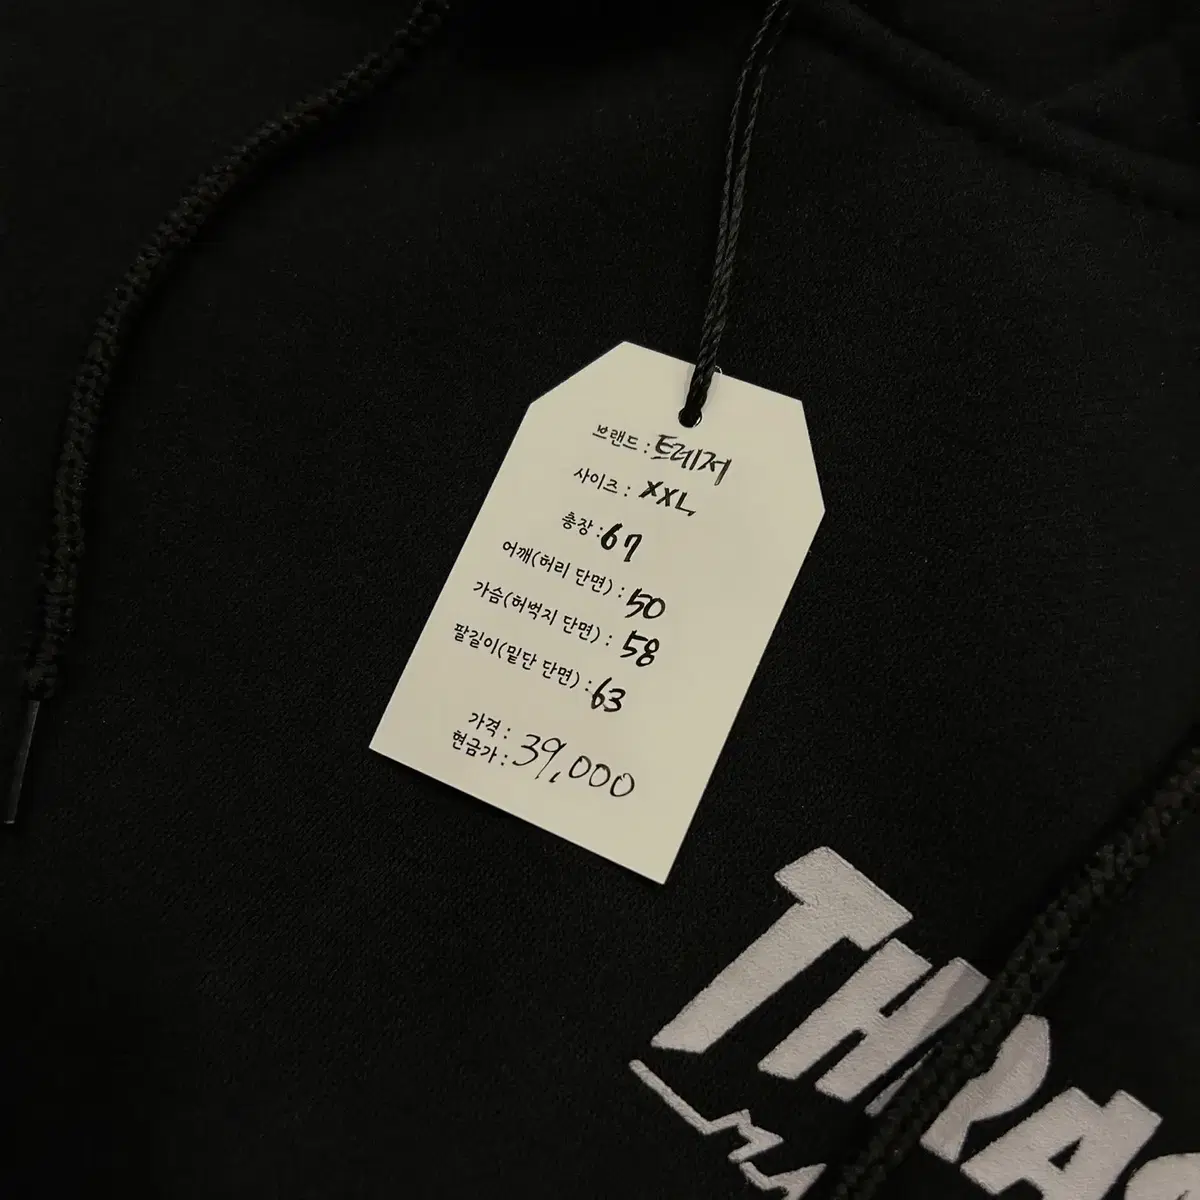 브랜드 : 트레저
사이즈 : XXL
총장 : 67
어깨(허리 단면) : 50
가슴(허벅지 단면) : 58
팔길이(밑단 단면) : 63
가격 :
현금가 : 39,000
THRAS
MA